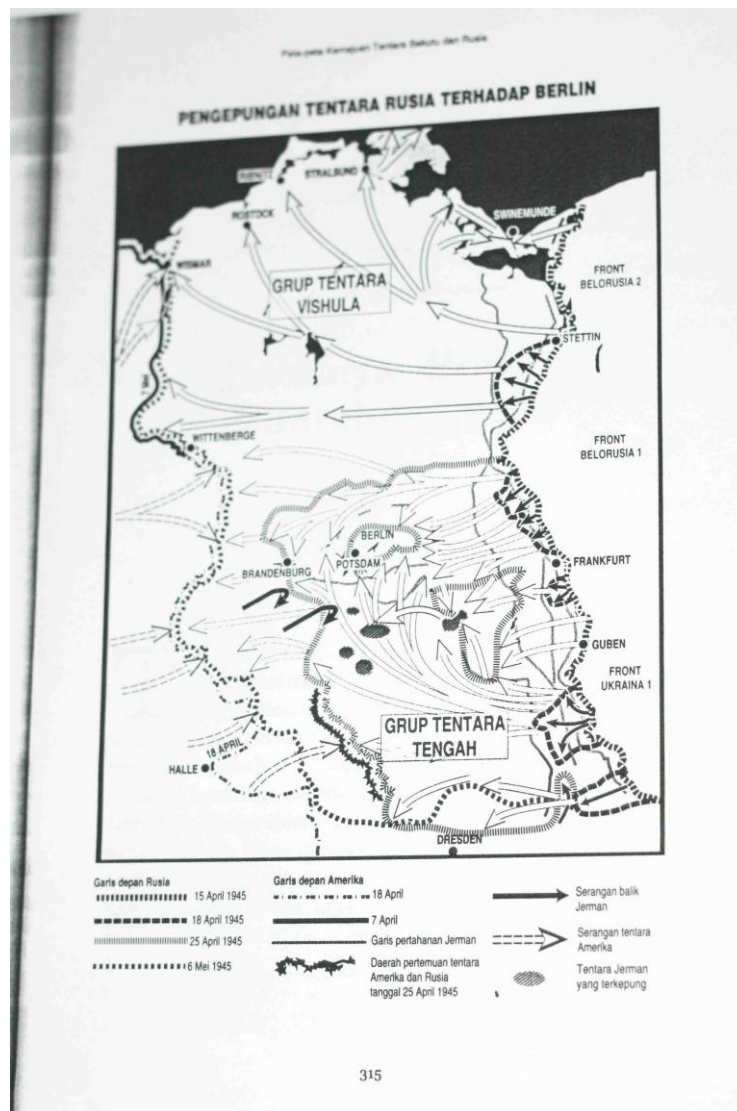 Peta-peta Kemajuan Tentara Sekutu dan Rusia
PENGEPUNGAN TENTARA RUSIA TERHADAP BERLIN
RIBNITZ
STRALSUND
ROSTOCK
SWINEMUNDE
WISMAR
GRUP TENTARA
VISHULA
FRONT
BELORUSIA 2
STETTIN
WITTENBERGE
FRONT
BELORUSIA 1
BERLIN
POTSDAM
BRANDENBURG
FRANKFURT
GUBEN
FRONT
UKRAINA 1
GRUP TENTARA
TENGAH
18 APRIL
HALLE
DRESDEN
Garis depan Rusia
15 April 1945
18 April 1945
25 April 1945
6 Mei 1945
Garis depan Amerika
18 April
7 April
Garis pertahanan Jerman
Daerah pertemuan tentara
Amerika dan Rusia
tanggal 25 April 1945
Serangan balik
Jerman
Serangan tentara
Amerika
Tentara Jerman
yang terkepung
315